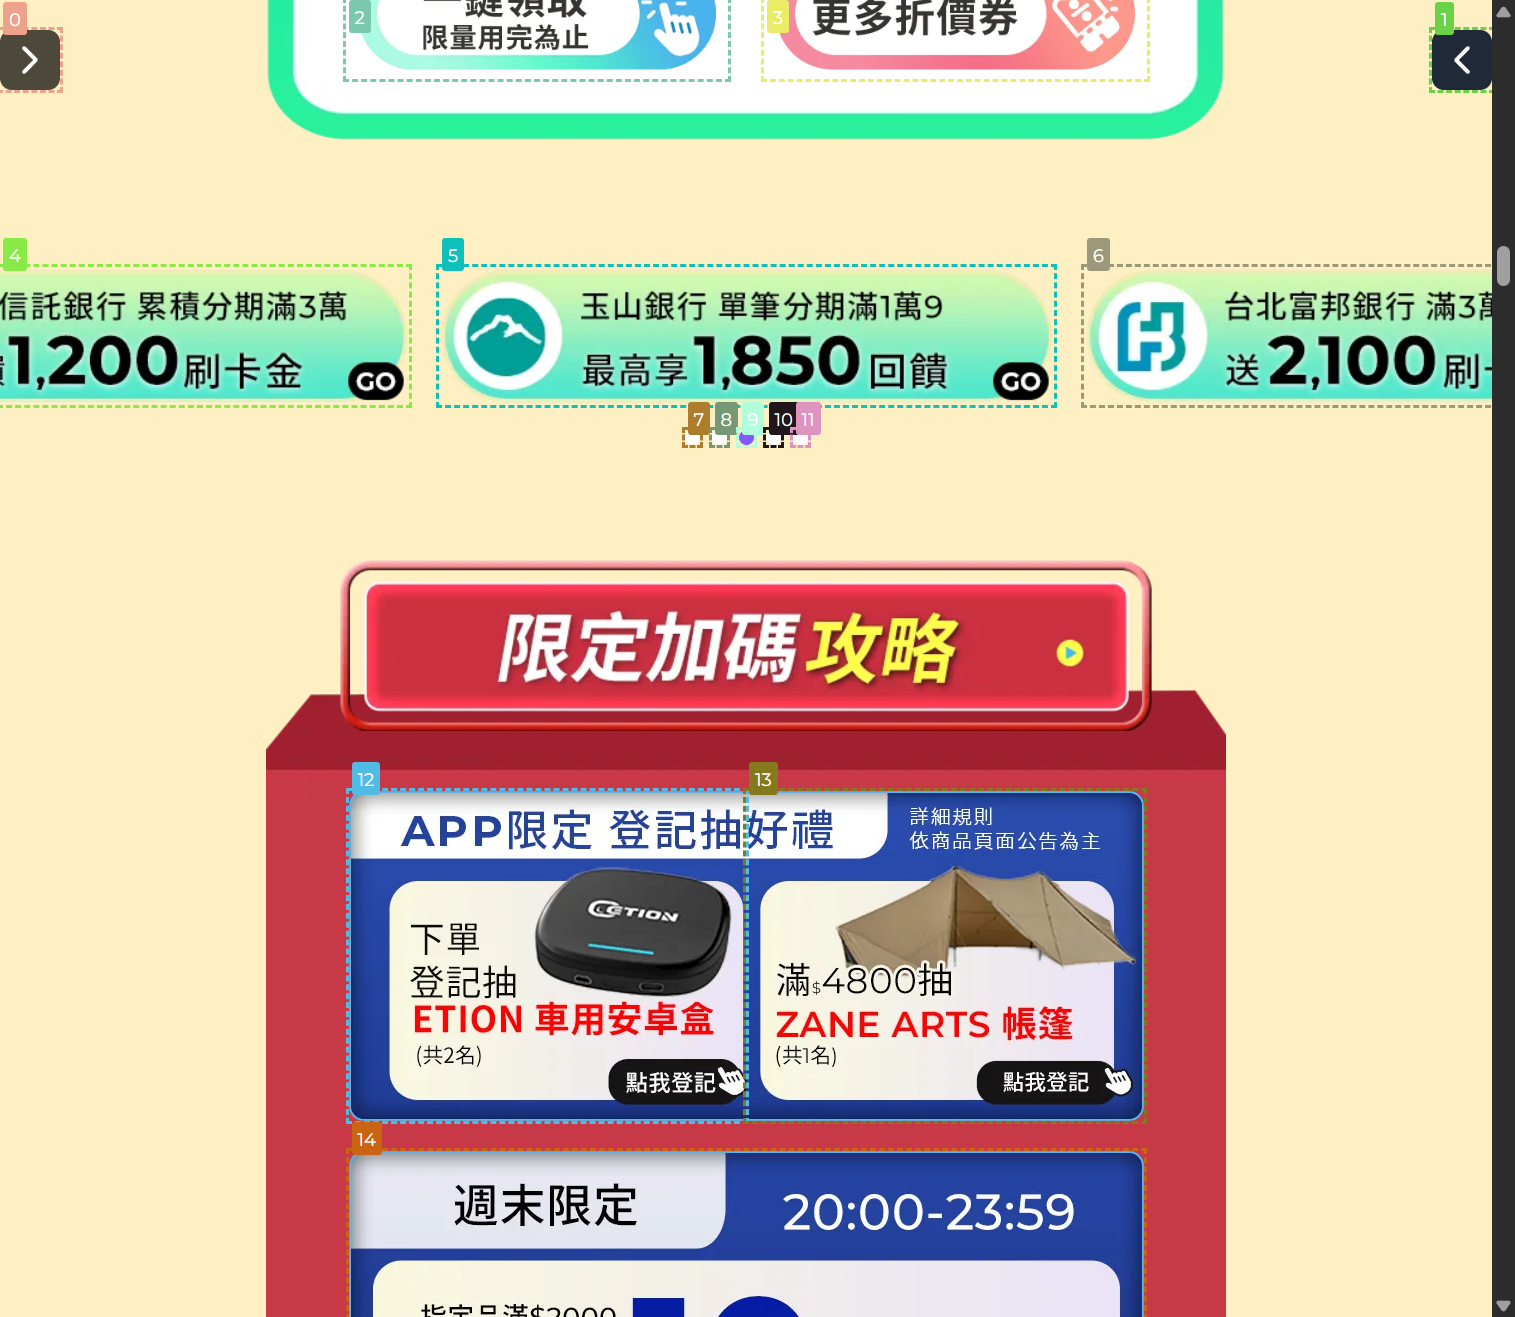 一鍵領取
限量用完為止
更多折價券
信託銀行 累積分期滿3萬
1,200刷卡金
GO
玉山銀行 單筆分期滿1萬9
最高享1,850回饋
GO
台北富邦銀行 滿3萬
送2,100刷卡
限定加碼攻略
APP限定 登記抽好禮
詳細規則
依商品頁面公告為主
ETION
下單
登記抽
ETION 車用安卓盒
(共2名)
點我登記
滿$4800抽
ZANE ARTS 帳篷
(共1名)
點我登記
週末限定
20:00-23:59
指定品滿$2000
0
1
2
3
4
5
6
7
8
9
10
11
12
13
14